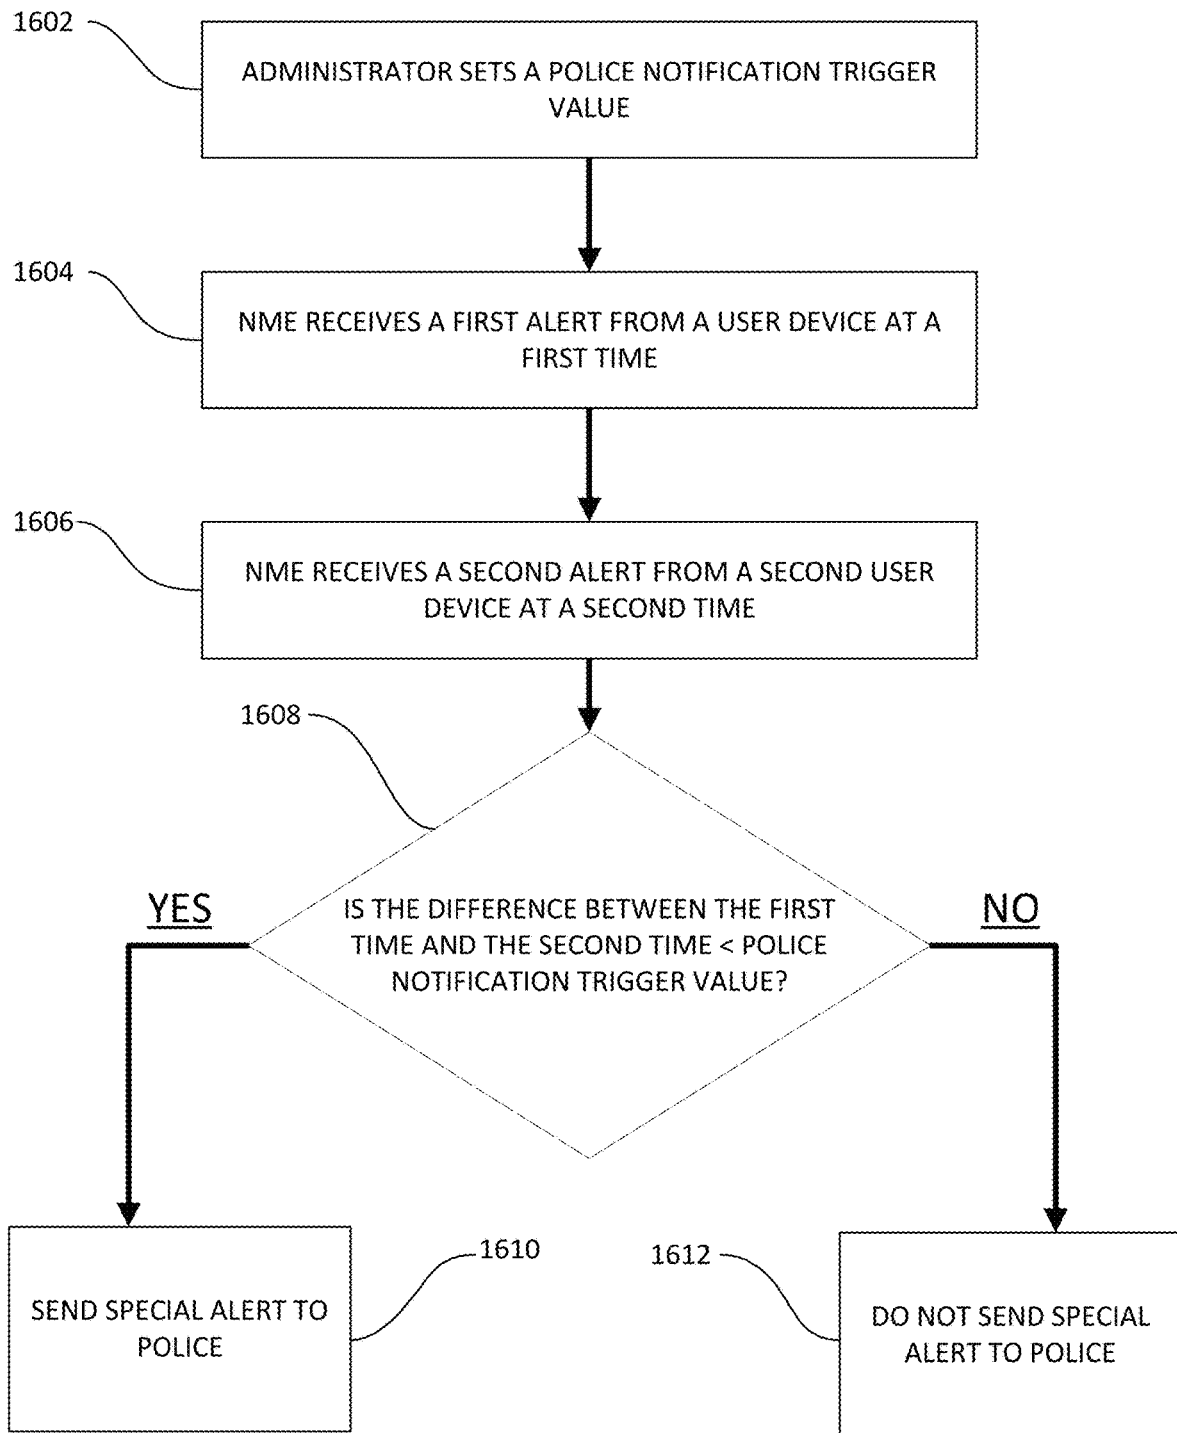 1602
ADMINISTRATOR SETS A POLICE NOTIFICATION TRIGGER
VALUE
1604
NME RECEIVES A FIRST ALERT FROM A USER DEVICE AT A
FIRST TIME
1606
NME RECEIVES A SECOND ALERT FROM A SECOND USER
DEVICE AT A SECOND TIME
1608
IS THE DIFFERENCE BETWEEN THE FIRST
TIME AND THE SECOND TIME < POLICE
NOTIFICATION TRIGGER VALUE?
YES
NO
1610
SEND SPECIAL ALERT TO
POLICE
1612
DO NOT SEND SPECIAL
ALERT TO POLICE